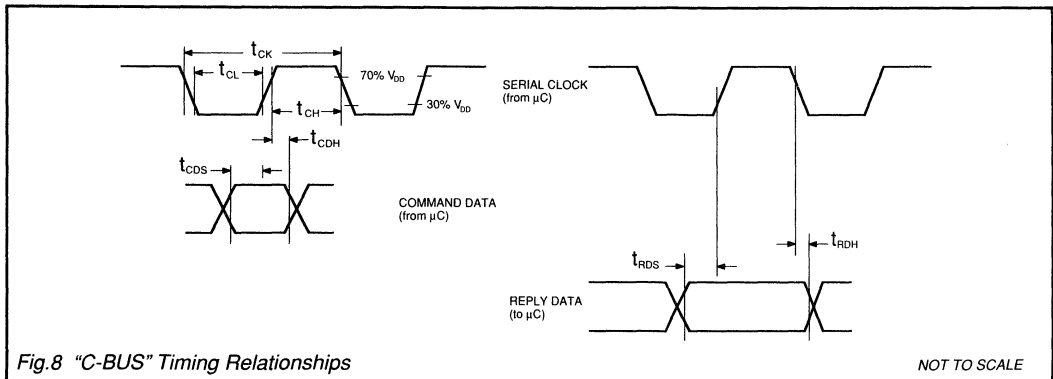 tCK
tCL
70% VDD
SERIAL CLOCK
(from µC)
30% VDD
tCH
tCDH
tCDS
COMMAND DATA
(from µC)
tRDH
tRDS
REPLY DATA
(to µC)
Fig.8 "C-BUS" Timing Relationships
NOT TO SCALE